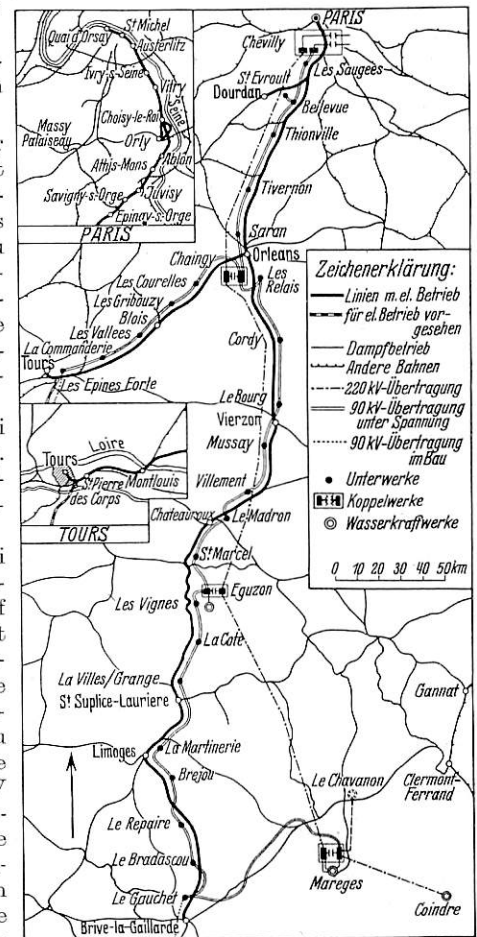 PARIS
Quai d'Orsay
St Michel
Austerlitz
Ivry-s-Seine
Vitry
Seine
Choisy-le-Roi
Massy
Palaiseau
Orly
Athis-Mons
Ablon
Savigny-s-Orge
Juvisy
Epinay-s-Orge
PARIS
Chevilly
Les Saugees
St Evroult
Dourdan
Bellevue
Thionville
Tivernon
Saran
Orleans
Chaingy
Les Relais
Les Courelles
Les Gribouzy
Blois
Les Vallees
La Commanderie
Tours
Les Epines Forte
Cordy
Le Bourg
Vierzon
Mussay
Loire
Tours
St Pierre
des Corps
Montlouis
TOURS
Villement
Chateauroux
Le Madron
St Marcel
Eguzon
Les Vignes
La Cote
La Villes/Grange
St Suplice-Lauriere
Limoges
La Martinerie
Brejou
Le Repaire
Le Bradascou
Le Gauchet
Brive-la-Gaillarde
Gannat
Clermont-
Ferrand
Le Chavanon
Mareges
Coindre
Zeichenerklärung:
Linien m. el. Betrieb
für el. Betrieb vor-
gesehen
Dampfbetrieb
Andere Bahnen
220 kV-Übertragung
90 kV-Übertragung
unter Spannung
90 kV-Übertragung
im Bau
Unterwerke
Koppelwerke
Wasserkraftwerke
0 10 20 30 40 50km